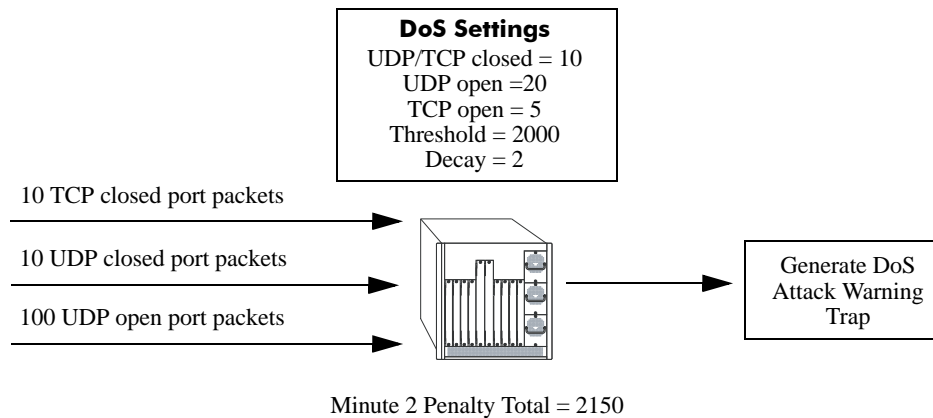 DoS Settings
UDP/TCP closed = 10
UDP open =20
TCP open = 5
Threshold = 2000
Decay = 2
10 TCP closed port packets
10 UDP closed port packets
100 UDP open port packets
Generate DoS
Attack Warning
Trap
Minute 2 Penalty Total = 2150